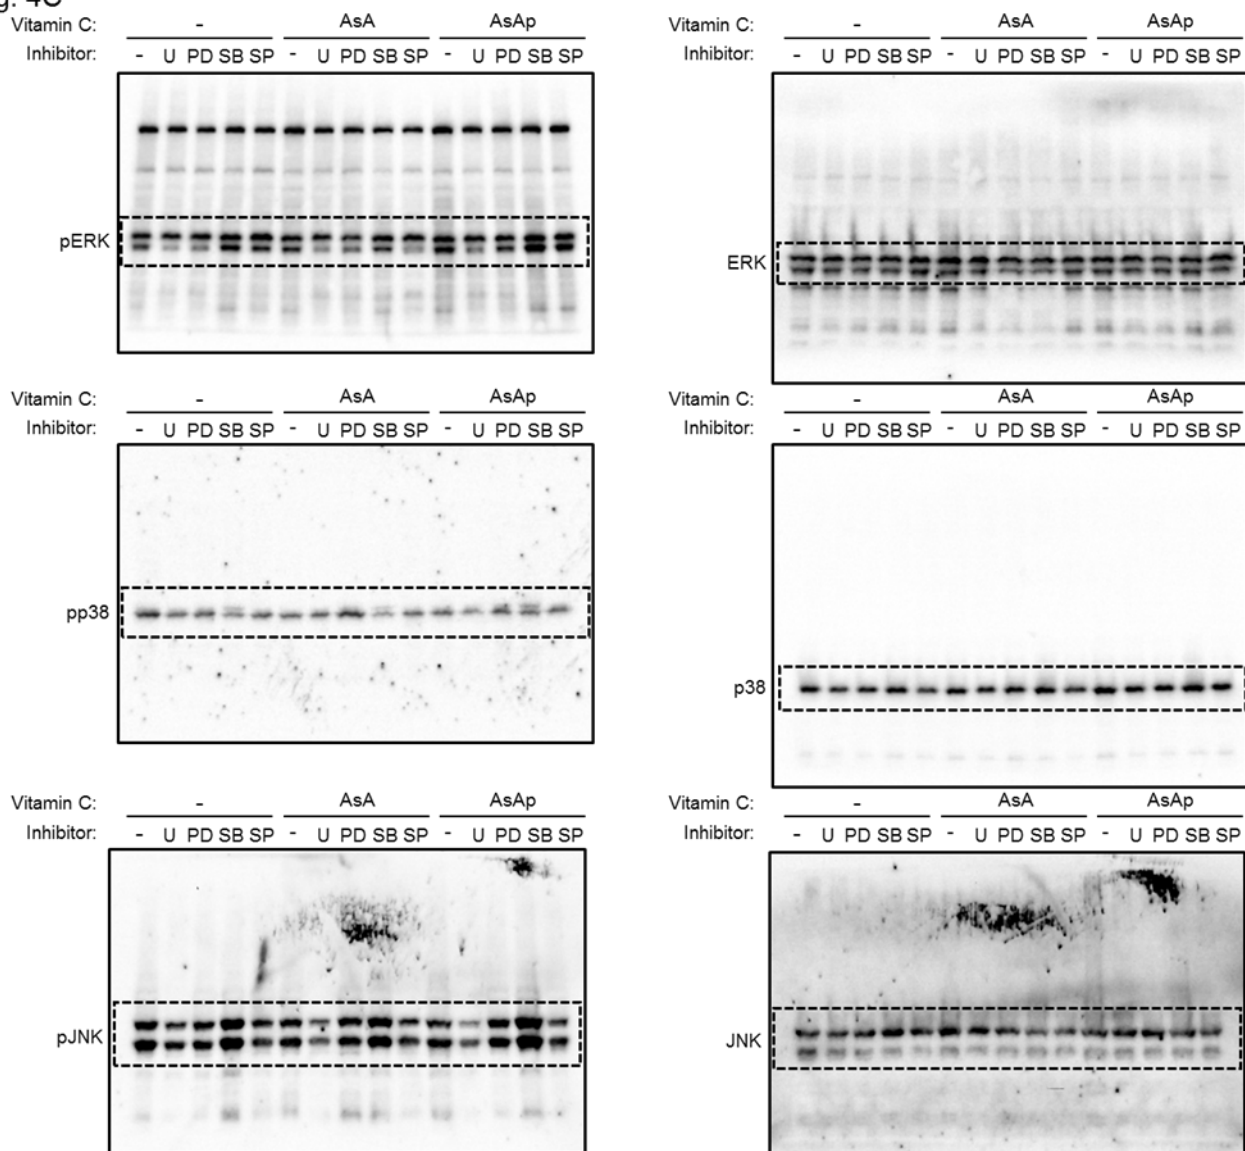 Vitamin C: - AsA AsAp
Inhibitor: - U PD SB SP - U PD SB SP - U PD SB SP
pERK
Vitamin C: - AsA AsAp
Inhibitor: - U PD SB SP - U PD SB SP - U PD SB SP
ERK
Vitamin C: - AsA AsAp
Inhibitor: - U PD SB SP - U PD SB SP - U PD SB SP
pp38
Vitamin C: - AsA AsAp
Inhibitor: - U PD SB SP - U PD SB SP - U PD SB SP
p38
Vitamin C: - AsA AsAp
Inhibitor: - U PD SB SP - U PD SB SP - U PD SB SP
pJNK
Vitamin C: - AsA AsAp
Inhibitor: - U PD SB SP - U PD SB SP - U PD SB SP
JNK